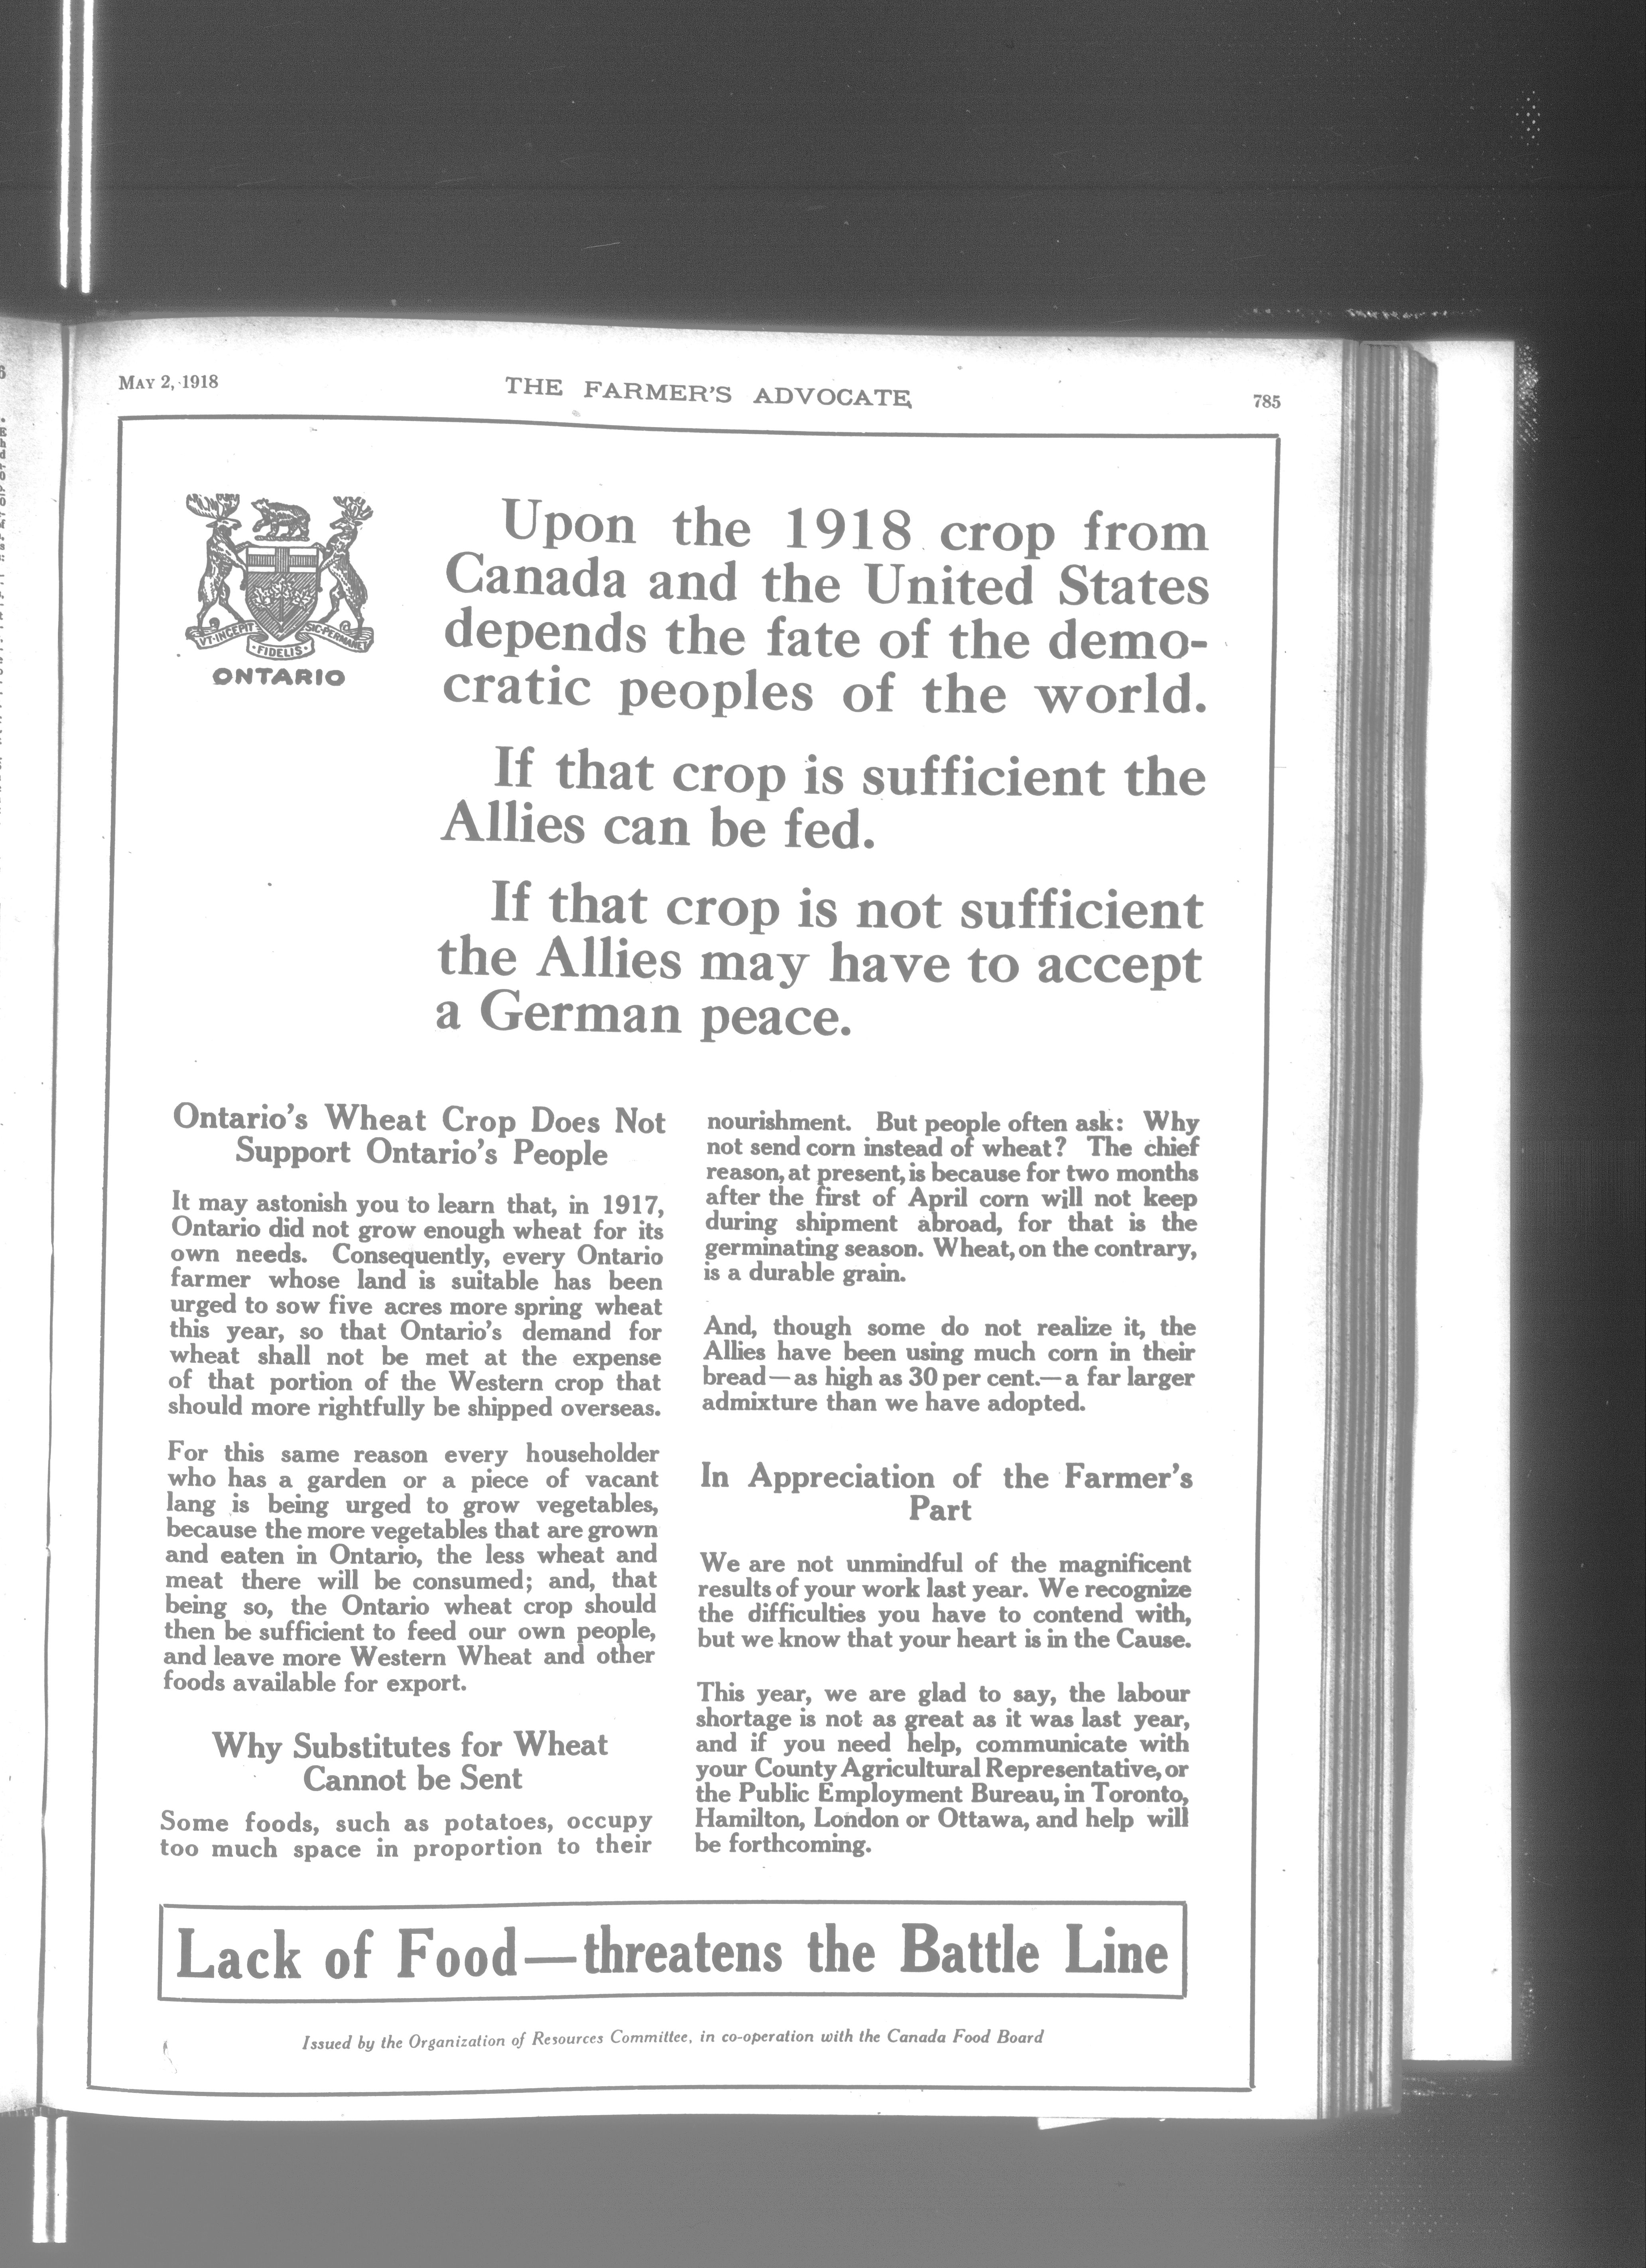 MAY 2, 1918
THE FARMER'S ADVOCATE
785
VT·INCEPIT
SIC·PERMANET
·FIDELIS·
ONTARIO
Upon the 1918 crop from
Canada and the United States
depends the fate of the demo-
cratic peoples of the world.
If that crop is sufficient the
Allies can be fed.
If that crop is not sufficient
the Allies may have to accept
a German peace.
Ontario's Wheat Crop Does Not
Support Ontario's People
It may astonish you to learn that, in 1917,
Ontario did not grow enough wheat for its
own needs. Consequently, every Ontario
farmer whose land is suitable has been
urged to sow five acres more spring wheat
this year, so that Ontario's demand for
wheat shall not be met at the expense
of that portion of the Western crop that
should more rightfully be shipped overseas.
For this same reason every householder
who has a garden or a piece of vacant
lang is being urged to grow vegetables,
because the more vegetables that are grown
and eaten in Ontario, the less wheat and
meat there will be consumed; and, that
being so, the Ontario wheat crop should
then be sufficient to feed our own people,
and leave more Western Wheat and other
foods available for export.
Why Substitutes for Wheat
Cannot be Sent
Some foods, such as potatoes, occupy
too much space in proportion to their
nourishment. But people often ask: Why
not send corn instead of wheat? The chief
reason, at present, is because for two months
after the first of April corn will not keep
during shipment abroad, for that is the
germinating season. Wheat, on the contrary,
is a durable grain.
And, though some do not realize it, the
Allies have been using much corn in their
bread—as high as 30 per cent.—a far larger
admixture than we have adopted.
In Appreciation of the Farmer's
Part
We are not unmindful of the magnificent
results of your work last year. We recognize
the difficulties you have to contend with,
but we know that your heart is in the Cause.
This year, we are glad to say, the labour
shortage is not as great as it was last year,
and if you need help, communicate with
your County Agricultural Representative, or
the Public Employment Bureau, in Toronto,
Hamilton, London or Ottawa, and help will
be forthcoming.
Lack of Food—threatens the Battle Line
Issued by the Organization of Resources Committee, in co-operation with the Canada Food Board